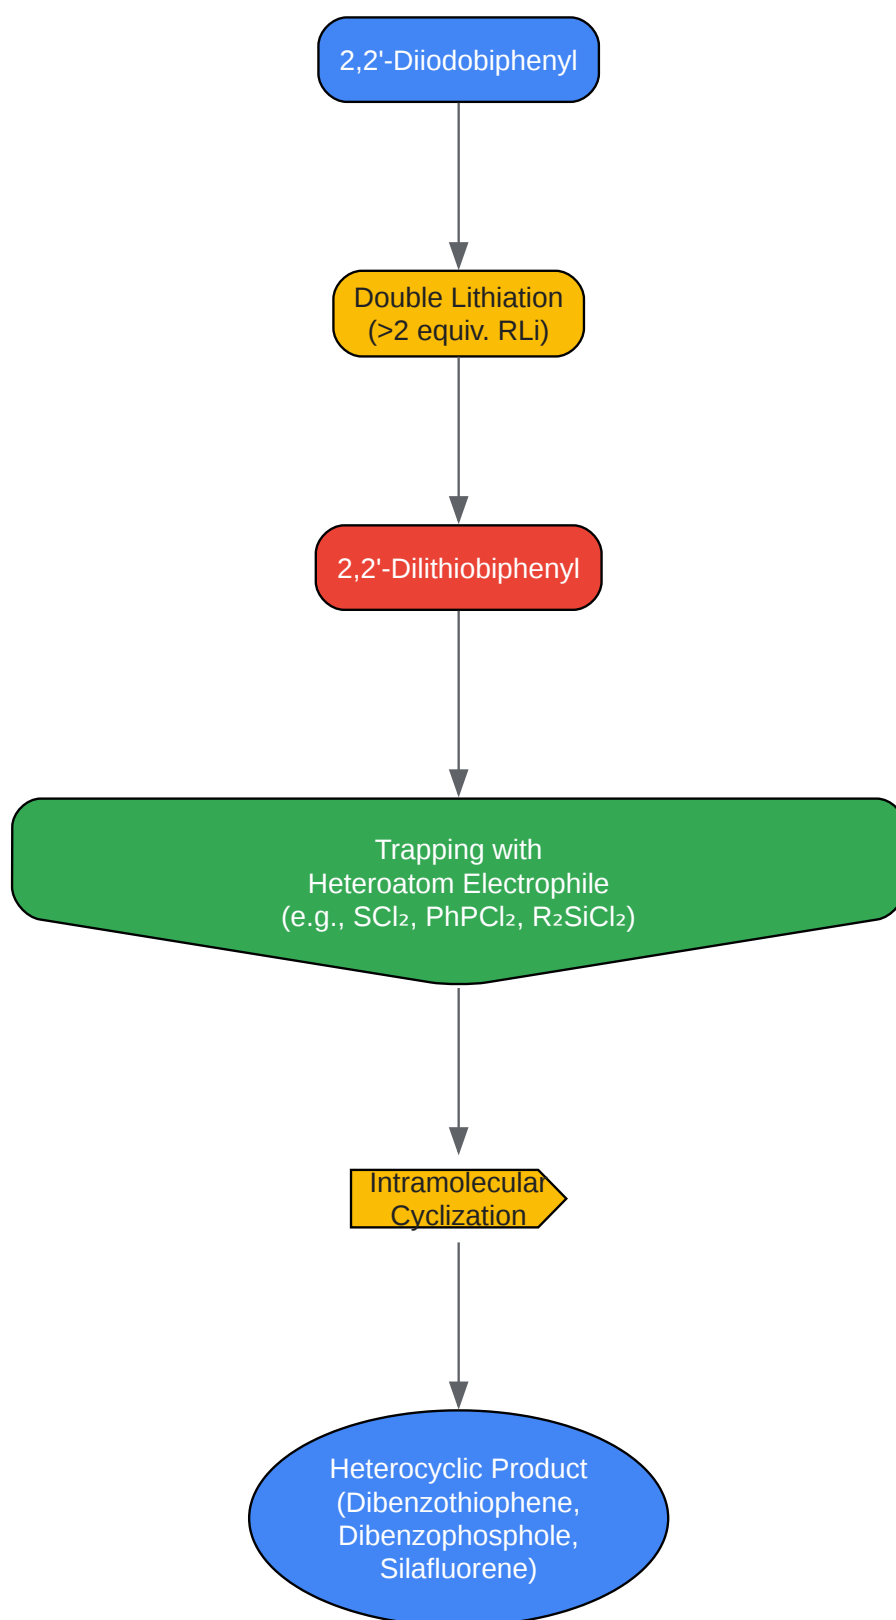 2,2'-Diiodobiphenyl
Double Lithiation
(>2 equiv. RLi)
2,2'-Dilithiobiphenyl
Trapping with
Heteroatom Electrophile
(e.g., SCl₂, PhPCl₂, R₂SiCl₂)
Intramolecular
Cyclization
Heterocyclic Product
(Dibenzothiophene,
Dibenzophosphole,
Silafluorene)